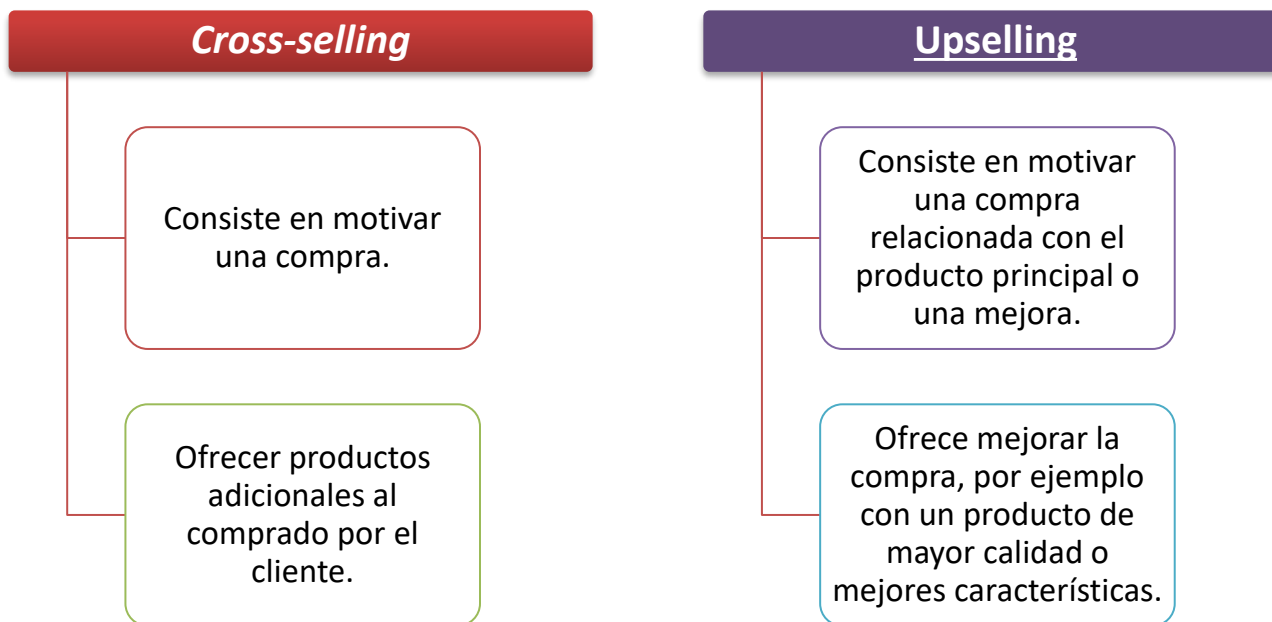 Cross-selling
Consiste en motivar
una compra.
Ofrecer productos
adicionales al
comprado por el
cliente.
Upselling
Consiste en motivar
una compra
relacionada con el
producto principal o
una mejora.
Ofrece mejorar la
compra, por ejemplo
con un producto de
mayor calidad o
mejores características.